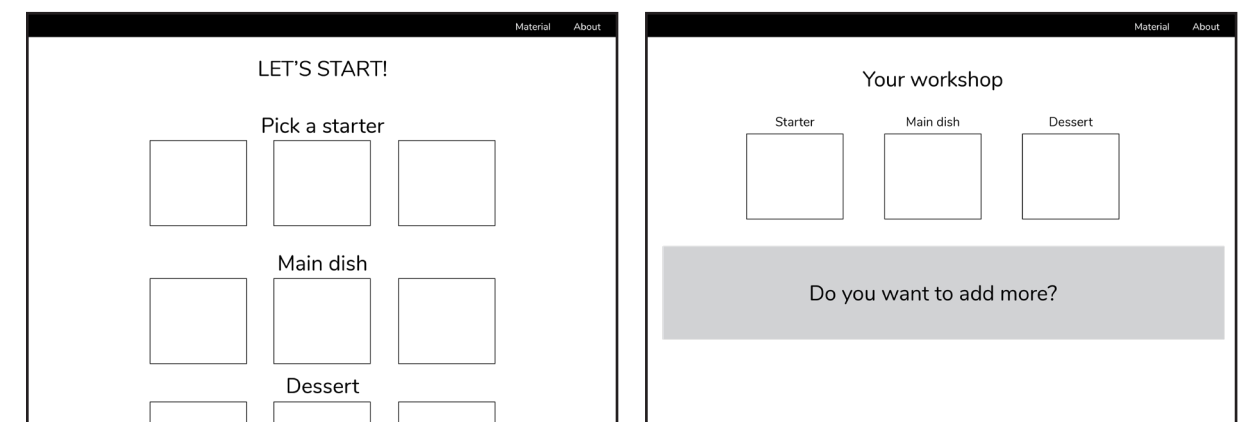 Material About
LET'S START!
Pick a starter
Main dish
Dessert
Material About
Your workshop
Starter Main dish Dessert
Do you want to add more?